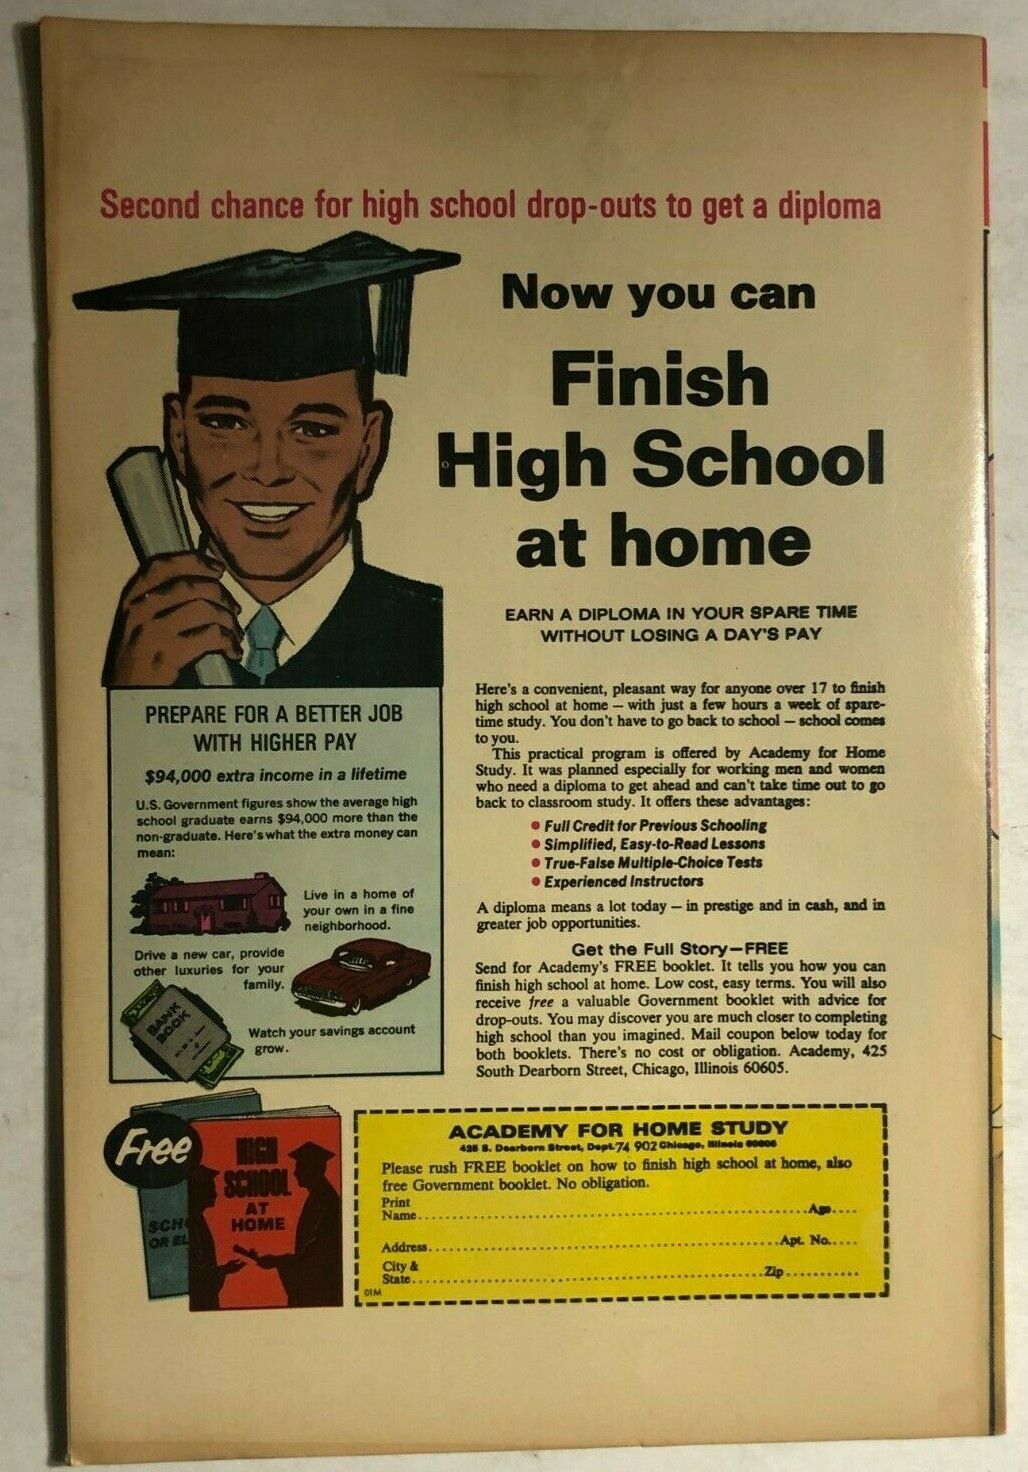 Second chance for high school drop-outs to get a diploma
Now you can
Finish
High School
at home
EARN A DIPLOMA IN YOUR SPARE TIME
WITHOUT LOSING A DAY'S PAY
PREPARE FOR A BETTER JOB
WITH HIGHER PAY
$94,000 extra income in a lifetime
U.S. Government figures show the average high
school graduate earns $94,000 more than the
non-graduate. Here's what the extra money can
mean:
Live in a home of
your own in a fine
neighborhood.
Drive a new car, provide
other luxuries for your
family.
BANK
BOOK
Watch your savings account
grow.
Here's a convenient, pleasant way for anyone over 17 to finish
high school at home — with just a few hours a week of spare-
time study. You don't have to go back to school — school comes
to you.
This practical program is offered by Academy for Home
Study. It was planned especially for working men and women
who need a diploma to get ahead and can't take time out to go
back to classroom study. It offers these advantages:
• Full Credit for Previous Schooling
• Simplified, Easy-to-Read Lessons
• True-False Multiple-Choice Tests
• Experienced Instructors
A diploma means a lot today — in prestige and in cash, and in
greater job opportunities.
Get the Full Story—FREE
Send for Academy's FREE booklet. It tells you how you can
finish high school at home. Low cost, easy terms. You will also
receive free a valuable Government booklet with advice for
drop-outs. You may discover you are much closer to completing
high school than you imagined. Mail coupon below today for
both booklets. There's no cost or obligation. Academy, 425
South Dearborn Street, Chicago, Illinois 60605.
Free
HIGH
SCHOOL
AT
HOME
SCH
OR EL
ACADEMY FOR HOME STUDY
425 S. Dearborn Street, Dept. 74 902 Chicago, Illinois 60605
Please rush FREE booklet on how to finish high school at home, also
free Government booklet. No obligation.
Print
Name Age
Address Apt. No.
City &
State Zip
01M